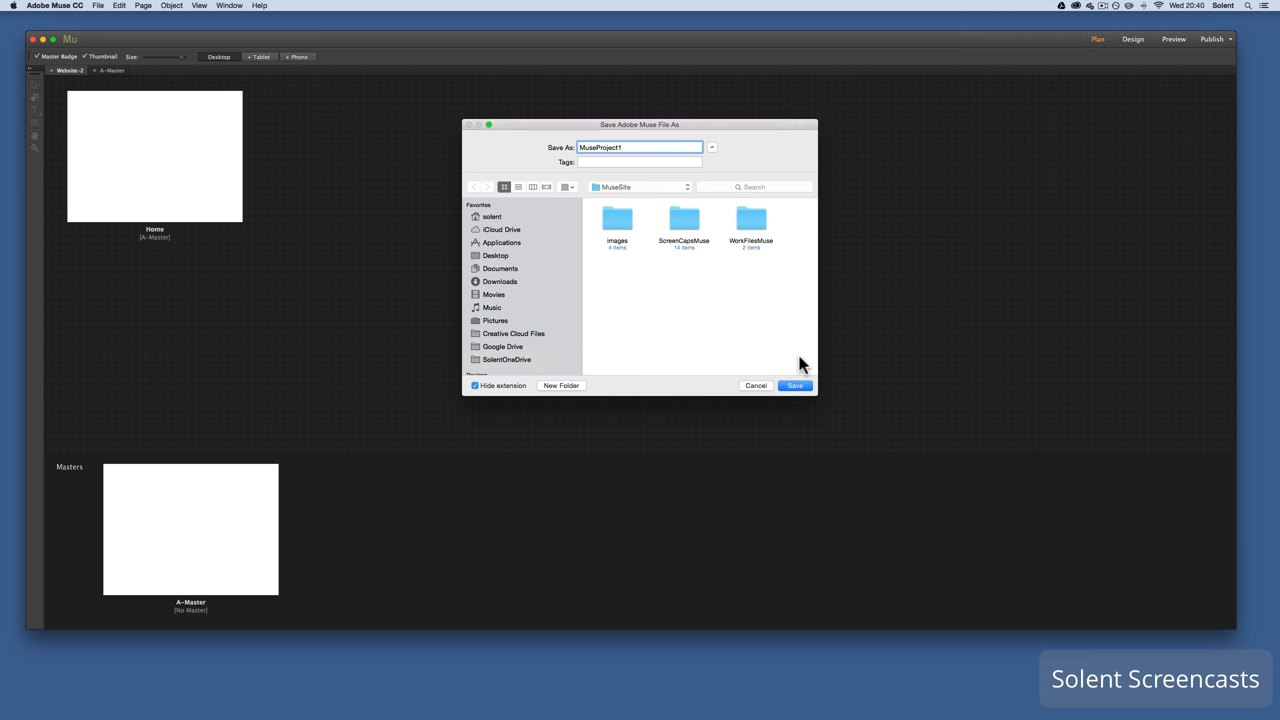 Adobe Muse CC File Edit Page Object View Window Help
Wed 20:40 Solent
Mu
Plan Design Preview Publish
Master Badge Thumbnail Size: Desktop + Tablet + Phone
× Website-2 × A-Master
Home
[A-Master]
Save Adobe Muse File As
Save As: MuseProject1
Tags:
MuseSite
Search
Favorites
solent
iCloud Drive
Applications
Desktop
Documents
Downloads
Movies
Music
Pictures
Creative Cloud Files
Google Drive
SolentOneDrive
images
4 items
ScreenCapsMuse
14 items
WorkFilesMuse
2 items
Hide extension New Folder Cancel Save
Masters
A-Master
[No Master]
Solent Screencasts